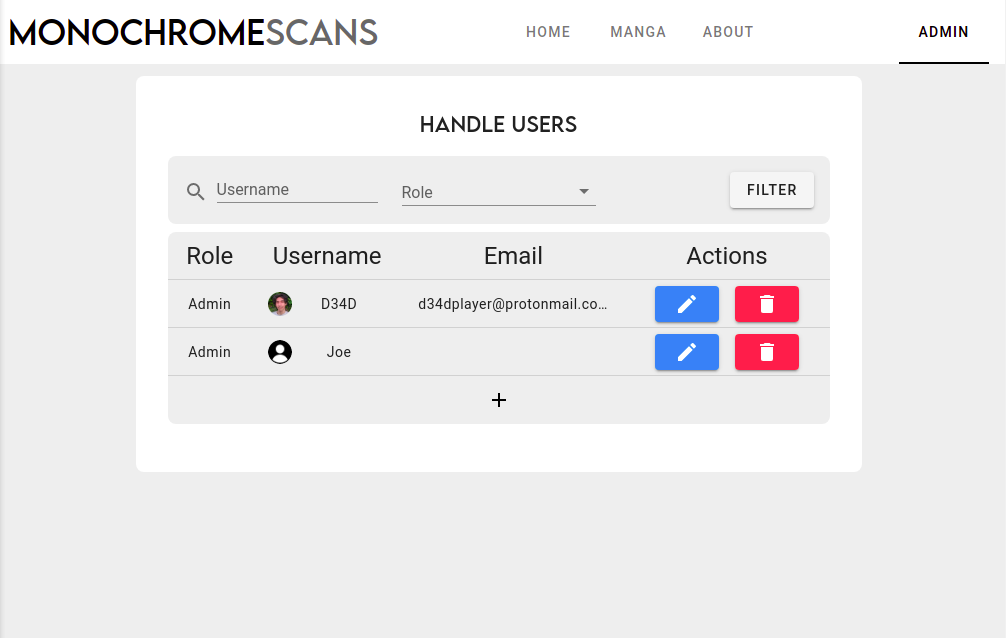 MONOCHROMESCANS HOME MANGA ABOUT ADMIN
HANDLE USERS
Username Role FILTER
Role Username Email Actions
Admin D34D d34dplayer@protonmail.co...
Admin Joe